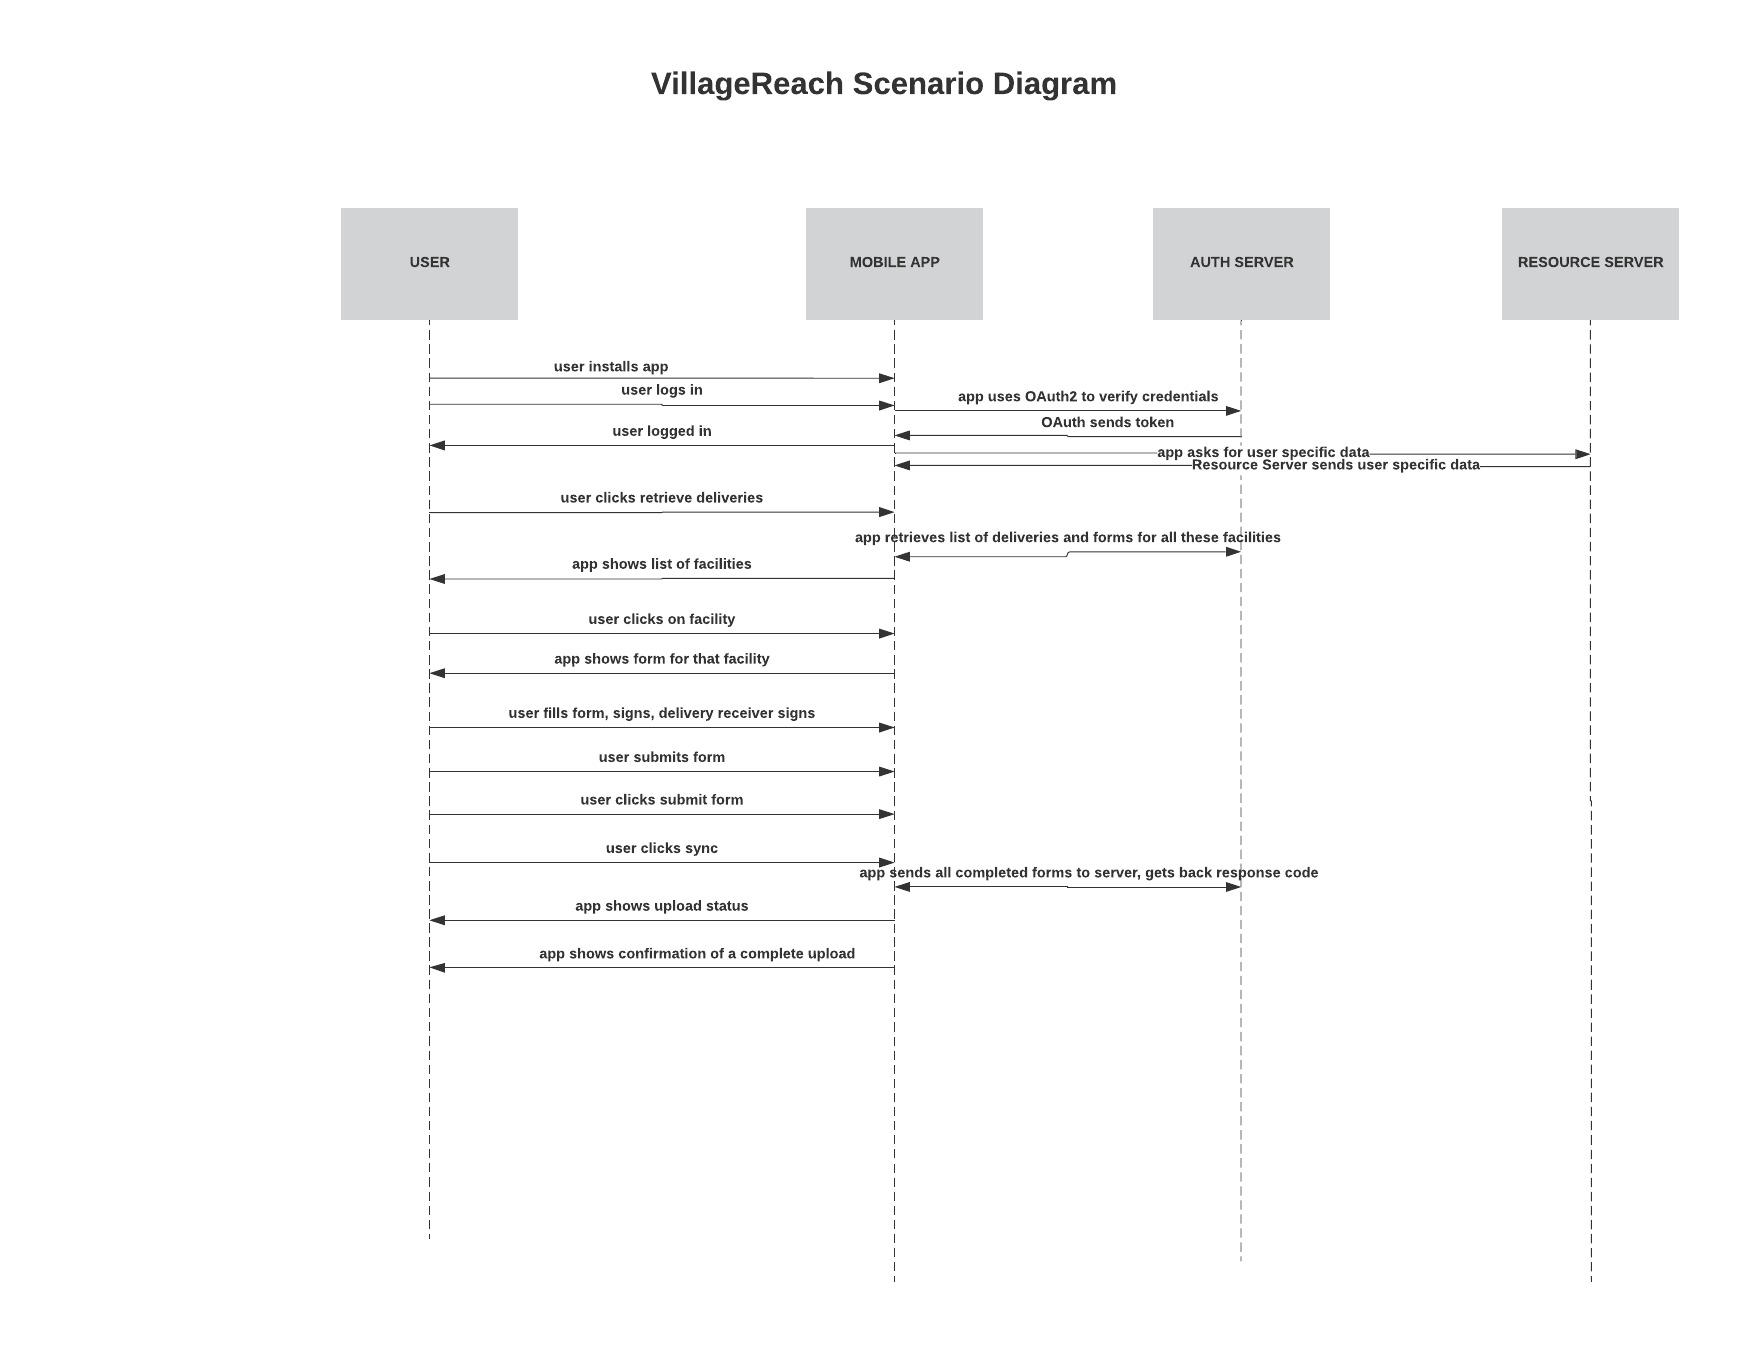 VillageReach Scenario Diagram
USER
MOBILE APP
AUTH SERVER
RESOURCE SERVER
user installs app
user logs in
app uses OAuth2 to verify credentials
OAuth sends token
user logged in
app asks for user specific data
Resource Server sends user specific data
user clicks retrieve deliveries
app retrieves list of deliveries and forms for all these facilities
app shows list of facilities
user clicks on facility
app shows form for that facility
user fills form, signs, delivery receiver signs
user submits form
user clicks submit form
user clicks sync
app sends all completed forms to server, gets back response code
app shows upload status
app shows confirmation of a complete upload